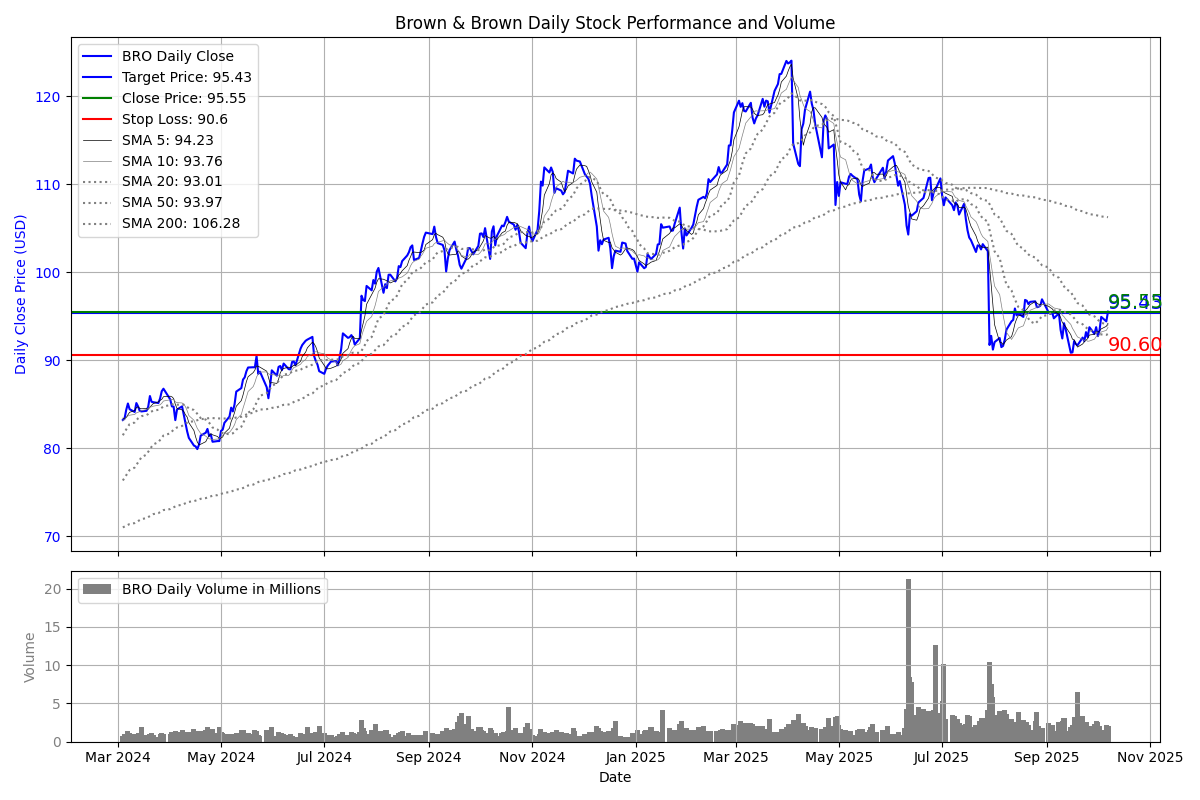 Brown & Brown Daily Stock Performance and Volume
BRO Daily Close
Target Price: 95.43
Close Price: 95.55
Stop Loss: 90.6
SMA 5: 94.23
SMA 10: 93.76
SMA 20: 93.01
SMA 50: 93.97
SMA 200: 106.28
Daily Close Price (USD)
120
110
100
90
80
70
95.55
95.43
90.60
BRO Daily Volume in Millions
Volume
20
15
10
5
0
Mar 2024 May 2024 Jul 2024 Sep 2024 Nov 2024 Jan 2025 Mar 2025 May 2025 Jul 2025 Sep 2025 Nov 2025
Date